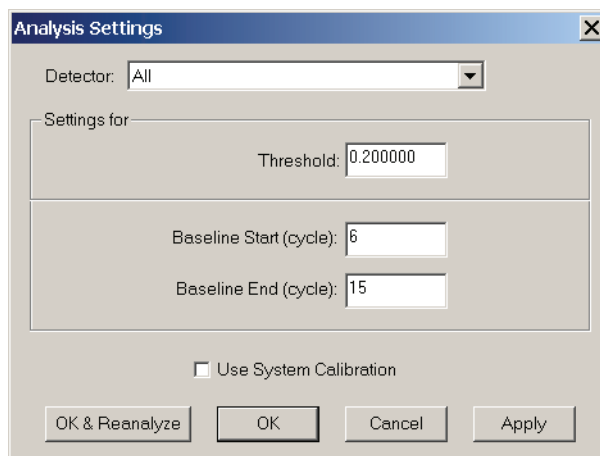 Analysis Settings
Detector: All
Settings for
Threshold: 0.200000
Baseline Start (cycle): 6
Baseline End (cycle): 15
Use System Calibration
OK & Reanalyze OK Cancel Apply